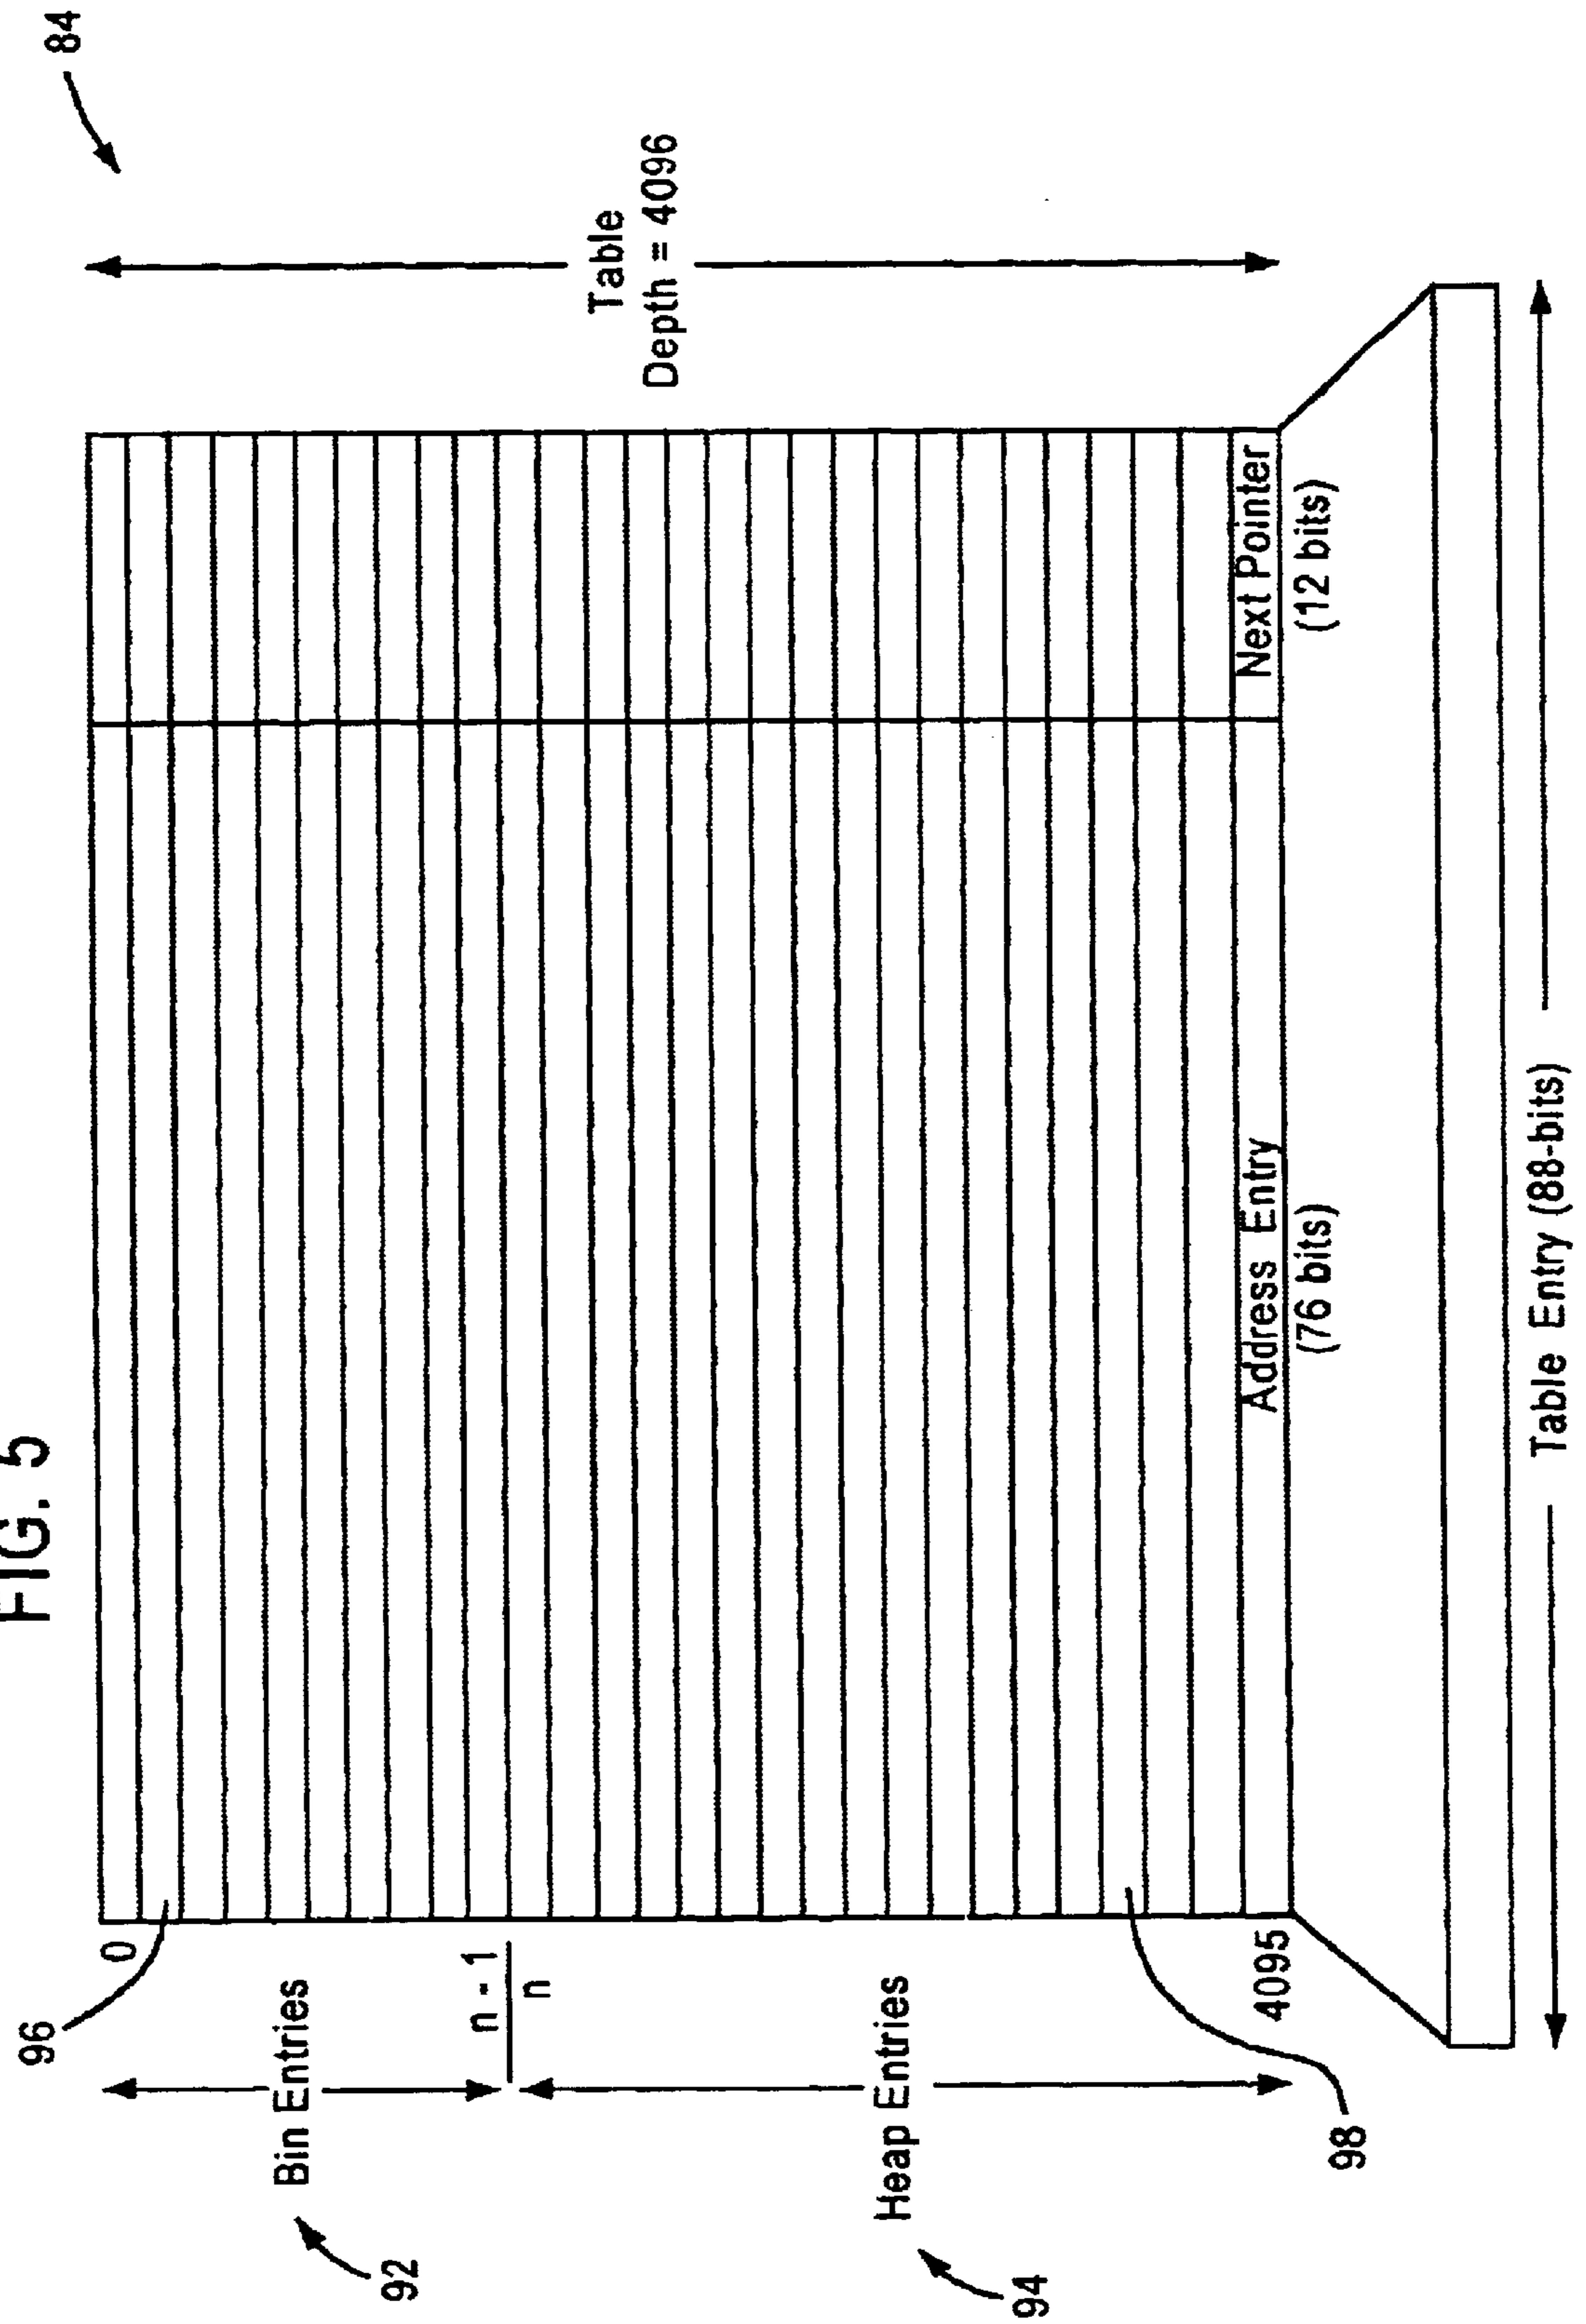 FIG. 5
84
96
0
Bin Entries
92
n - 1
n
Heap Entries
94
4095
98
Table
Depth = 4096
Address Entry
(76 bits)
Next Pointer
(12 bits)
Table Entry (88-bits)